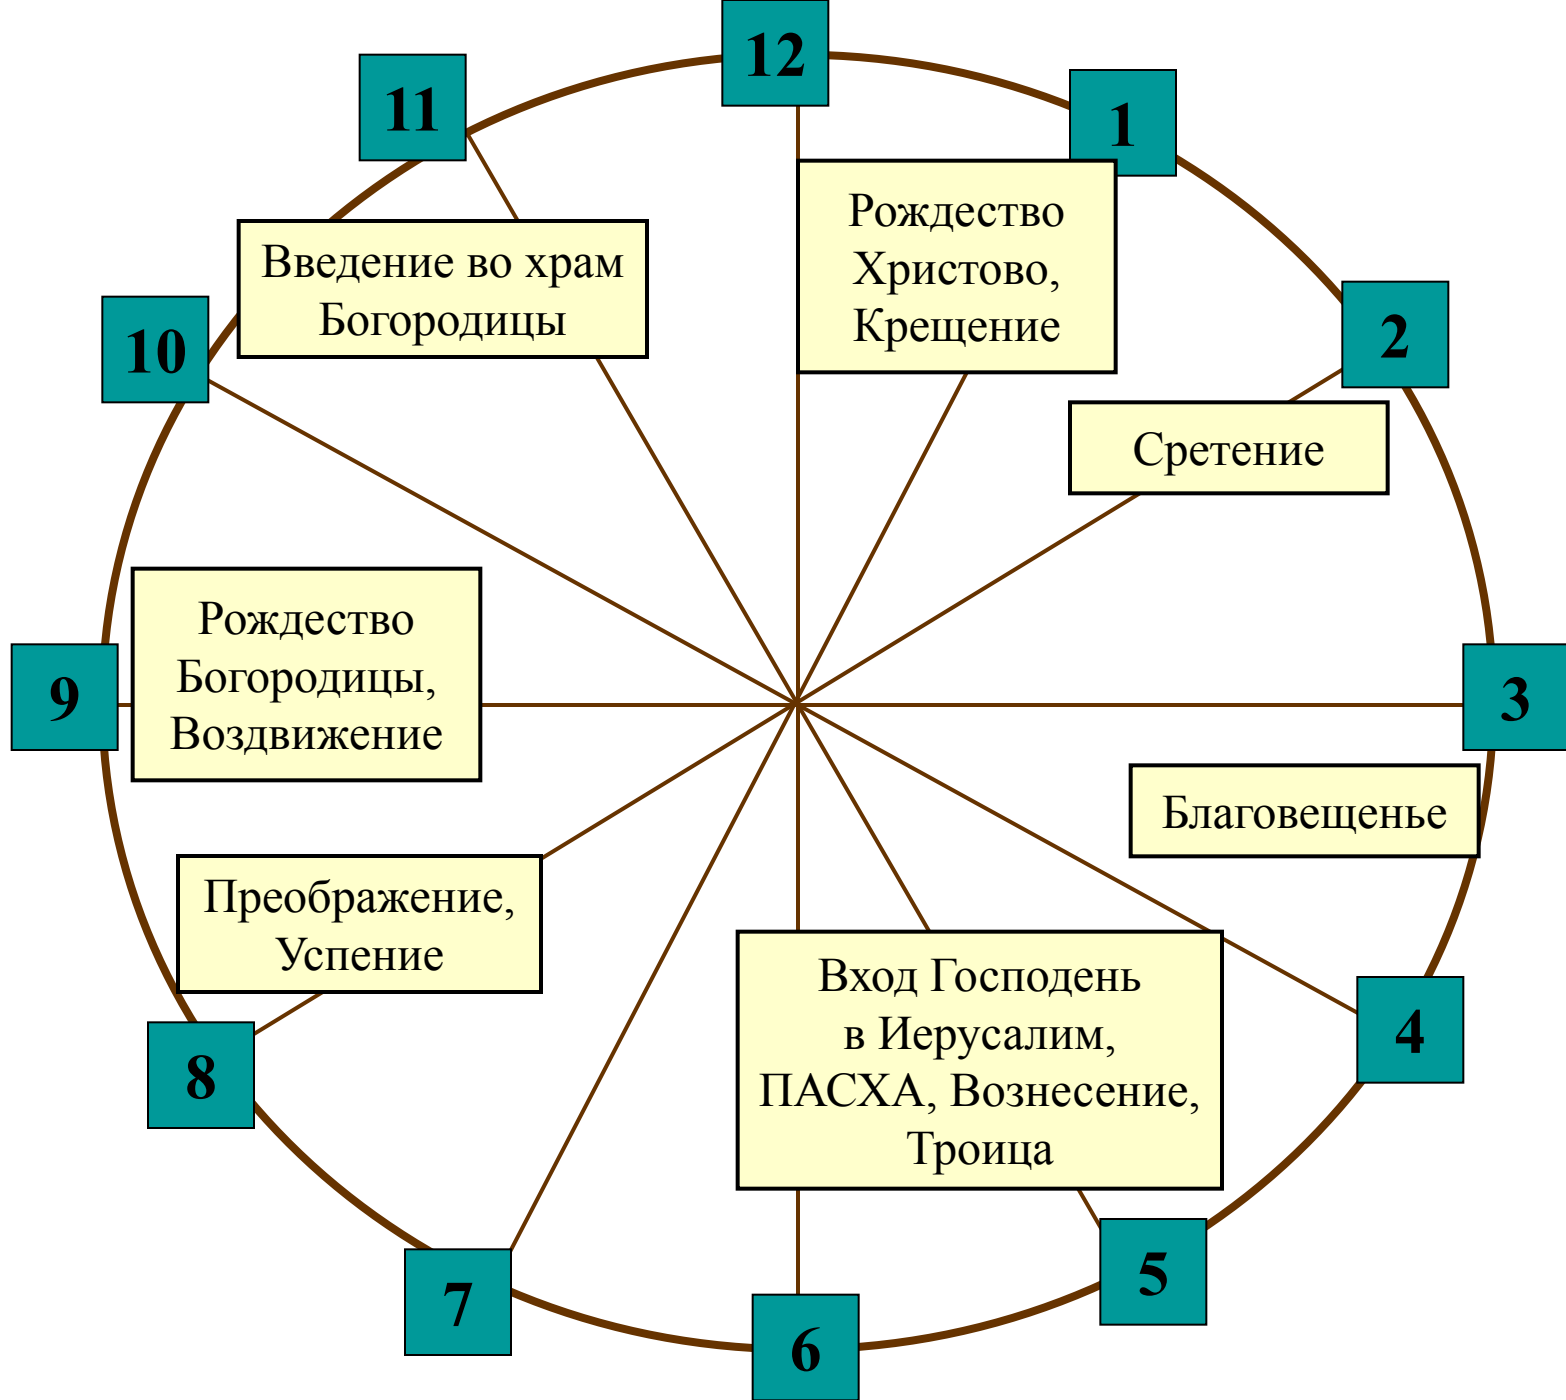 12
11
1
Рождество
Христово,
Крещение
Введение во храм
Богородицы
10
2
Сретение
Рождество
Богородицы,
Воздвижение
9
3
Благовещенье
Преображение,
Успение
Вход Господень
в Иерусалим,
ПАСХА, Вознесение,
Троица
4
8
5
7
6